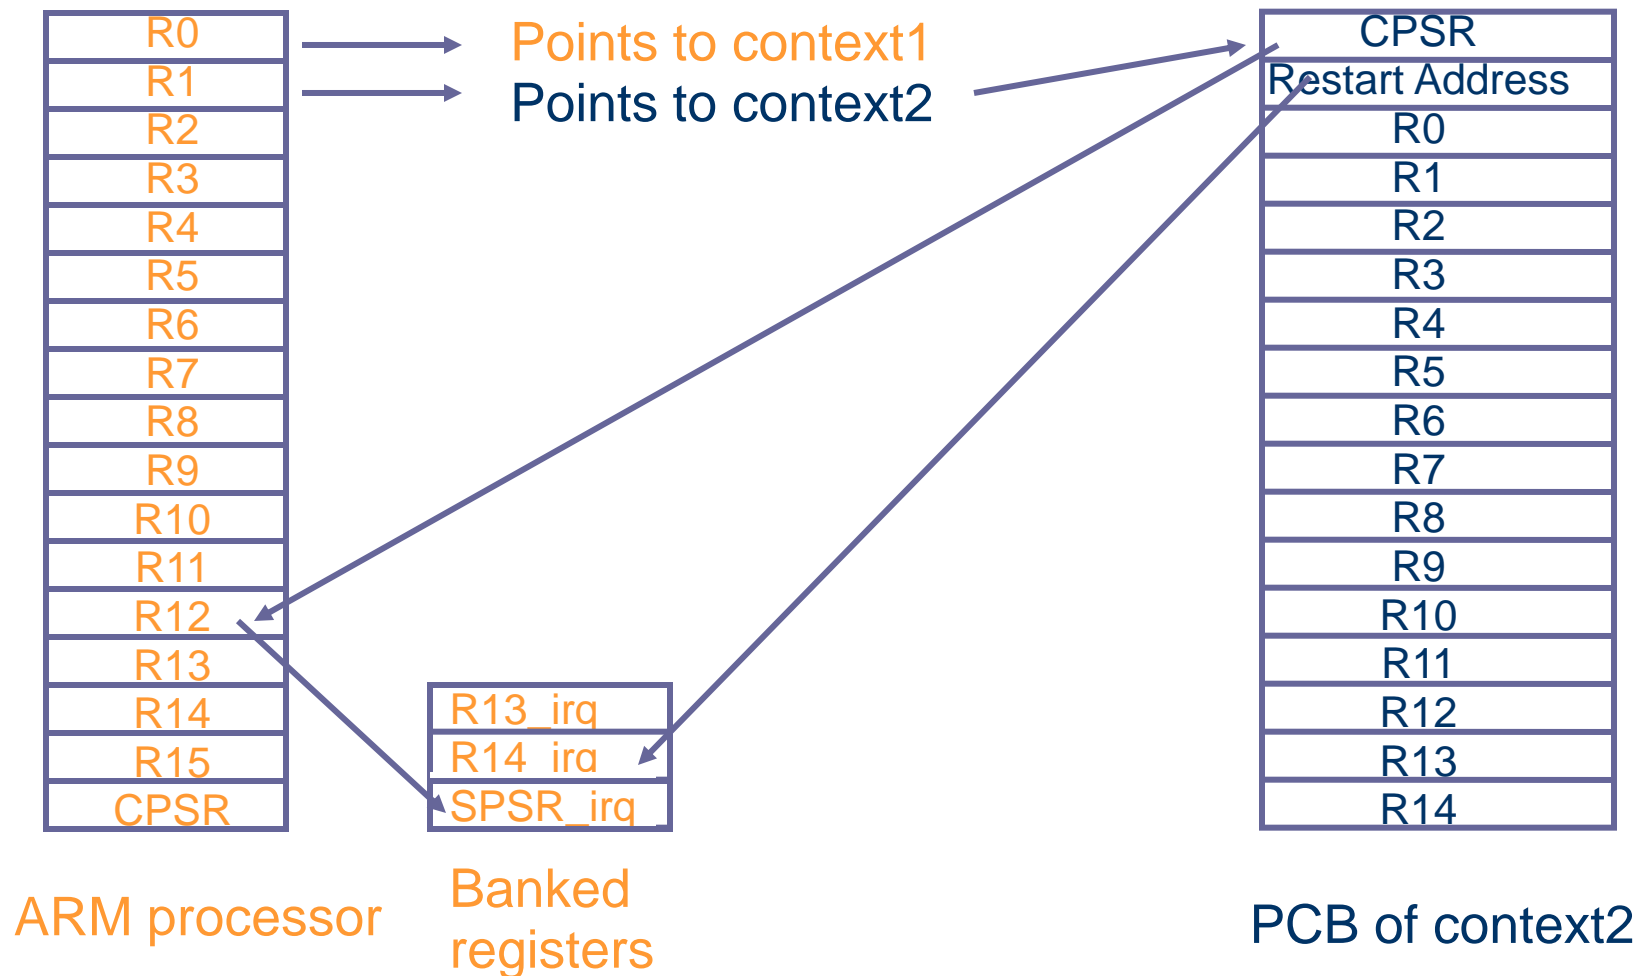 R0
R1
R2
R3
R4
R5
R6
R7
R8
R9
R10
R11
R12
R13
R14
R15
CPSR
ARM processor
Points to context1
Points to context2
R13_irq
R14_irq
SPSR_irq
Banked
registers
CPSR
Restart Address
R0
R1
R2
R3
R4
R5
R6
R7
R8
R9
R10
R11
R12
R13
R14
PCB of context2